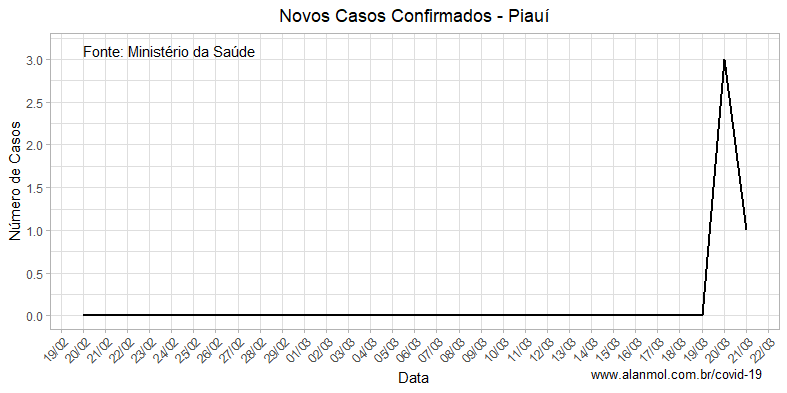 Novos Casos Confirmados - Piauí
Fonte: Ministério da Saúde
Número de Casos
3.0
2.5
2.0
1.5
1.0
0.5
0.0
19/02 20/02 21/02 22/02 23/02 24/02 25/02 26/02 27/02 28/02 29/02 01/03 02/03 03/03 04/03 05/03 06/03 07/03 08/03 09/03 10/03 11/03 12/03 13/03 14/03 15/03 16/03 17/03 18/03 19/03 20/03 21/03 22/03
Data
www.alanmol.com.br/covid-19